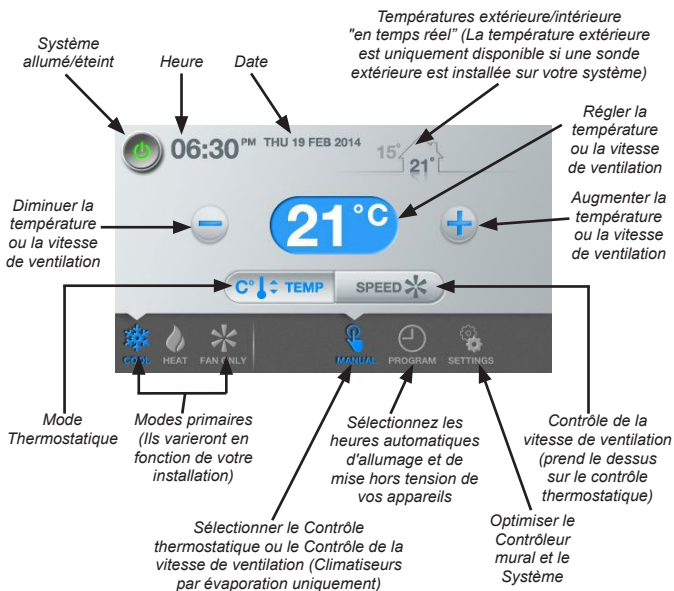 Températures extérieure/intérieure
"en temps réel" (La température extérieure
est uniquement disponible si une sonde
extérieure est installée sur votre système)
Système
allumé/éteint
Heure
Date
Régler la
température
ou la vitesse
de ventilation
06:30 PM THU 19 FEB 2014
15°
21°
Diminuer la
température
ou la vitesse
de ventilation
21°C
Augmenter la
température
ou la vitesse
de ventilation
C° TEMP
SPEED
COOL
HEAT
FAN ONLY
MANUAL
PROGRAM
SETTINGS
Mode
Thermostatique
Modes primaires
(Ils varieront en
fonction de votre
installation)
Sélectionnez les
heures automatiques
d'allumage et de
mise hors tension de
vos appareils
Contrôle de la
vitesse de ventilation
(prend le dessus
sur le contrôle
thermostatique)
Sélectionner le Contrôle
thermostatique ou le Contrôle de la
vitesse de ventilation (Climatiseurs
par évaporation uniquement)
Optimiser le
Contrôleur
mural et le
Système